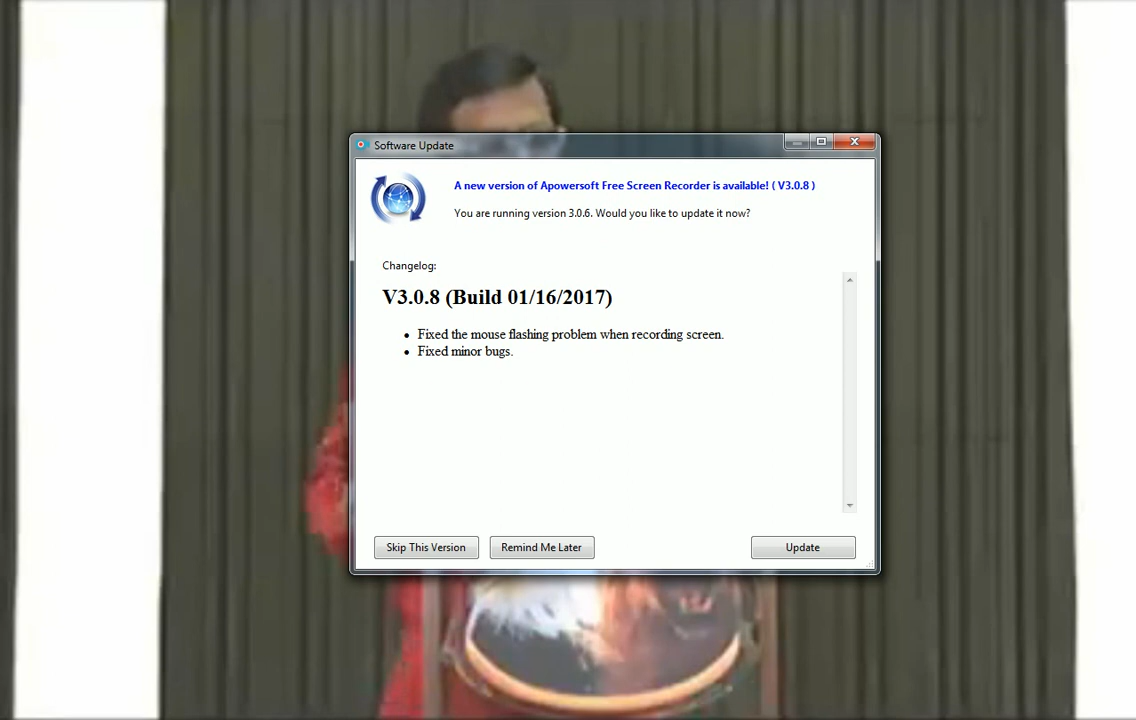 Software Update
A new version of Apowersoft Free Screen Recorder is available! ( V3.0.8 )
You are running version 3.0.6. Would you like to update it now?
Changelog:
V3.0.8 (Build 01/16/2017)
• Fixed the mouse flashing problem when recording screen.
• Fixed minor bugs.
Skip This Version
Remind Me Later
Update